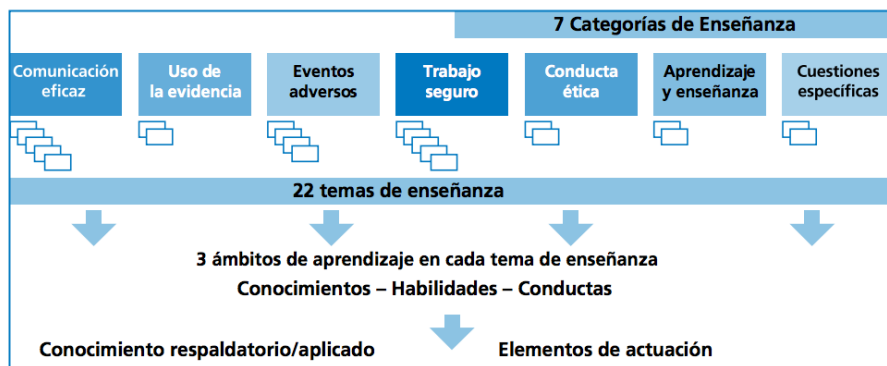 7 Categorías de Enseñanza
Comunicación
eficaz
Uso de
la evidencia
Eventos
adversos
Trabajo
seguro
Conducta
ética
Aprendizaje
y enseñanza
Cuestiones
específicas
22 temas de enseñanza
3 ámbitos de aprendizaje en cada tema de enseñanza
Conocimientos – Habilidades – Conductas
Conocimiento respaldatorio/aplicado
Elementos de actuación